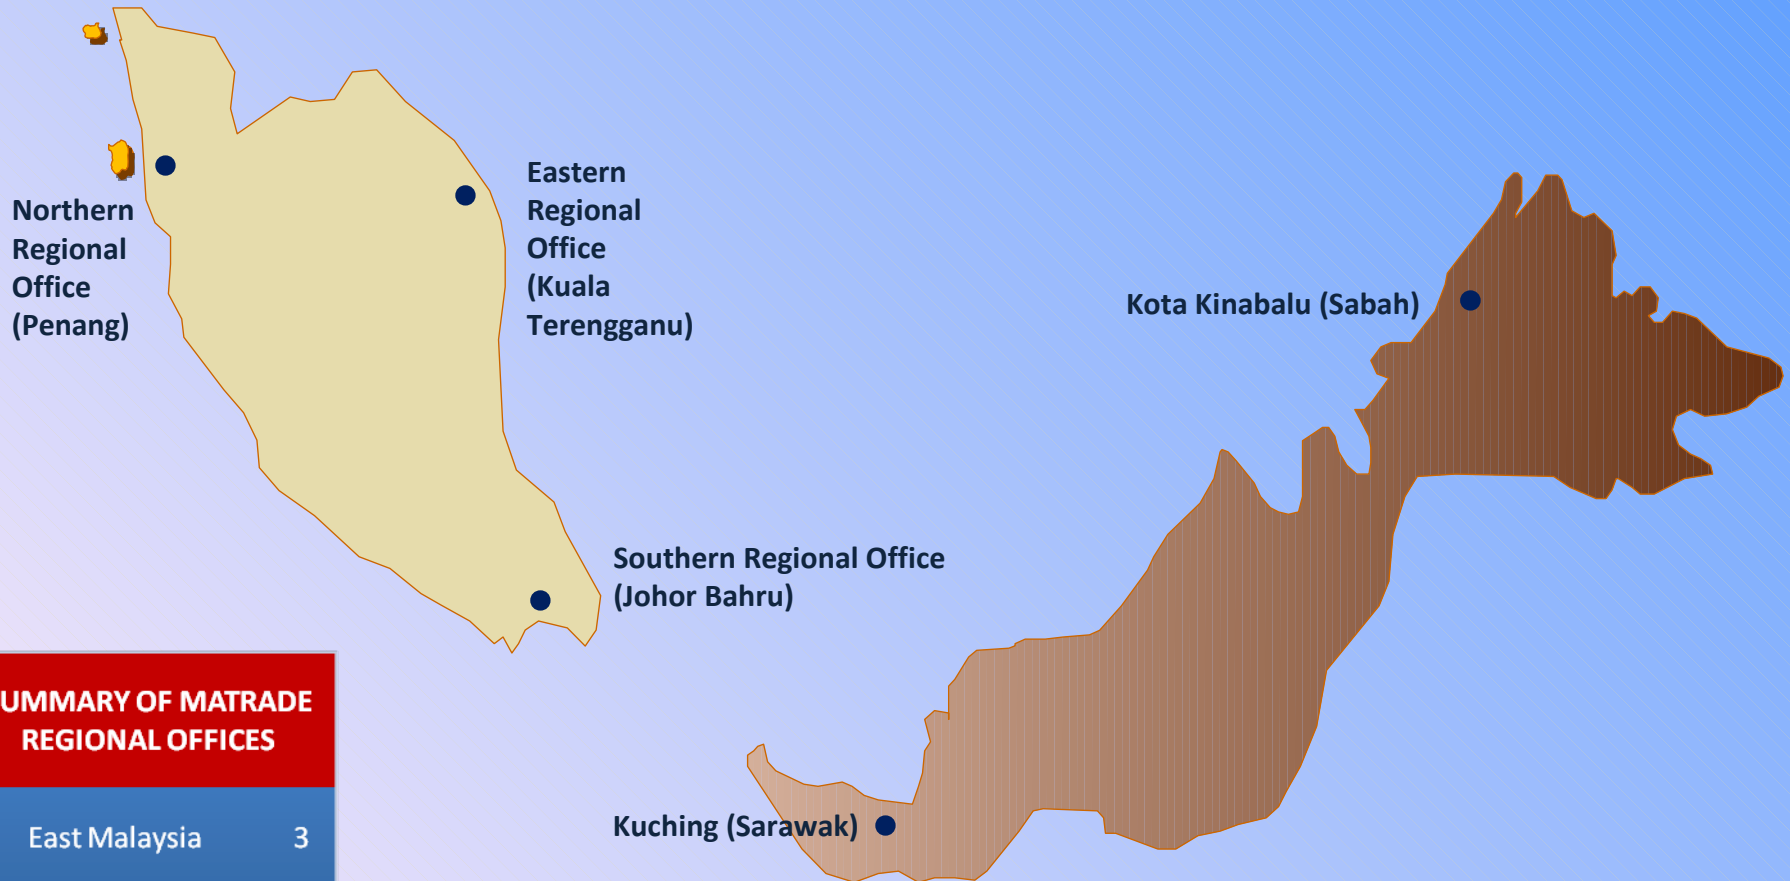 Northern
Regional
Office
(Penang)
Eastern
Regional
Office
(Kuala
Terengganu)
Kota Kinabalu (Sabah)
Southern Regional Office
(Johor Bahru)
Kuching (Sarawak)
UMMARY OF MATRADE
REGIONAL OFFICES
East Malaysia 3